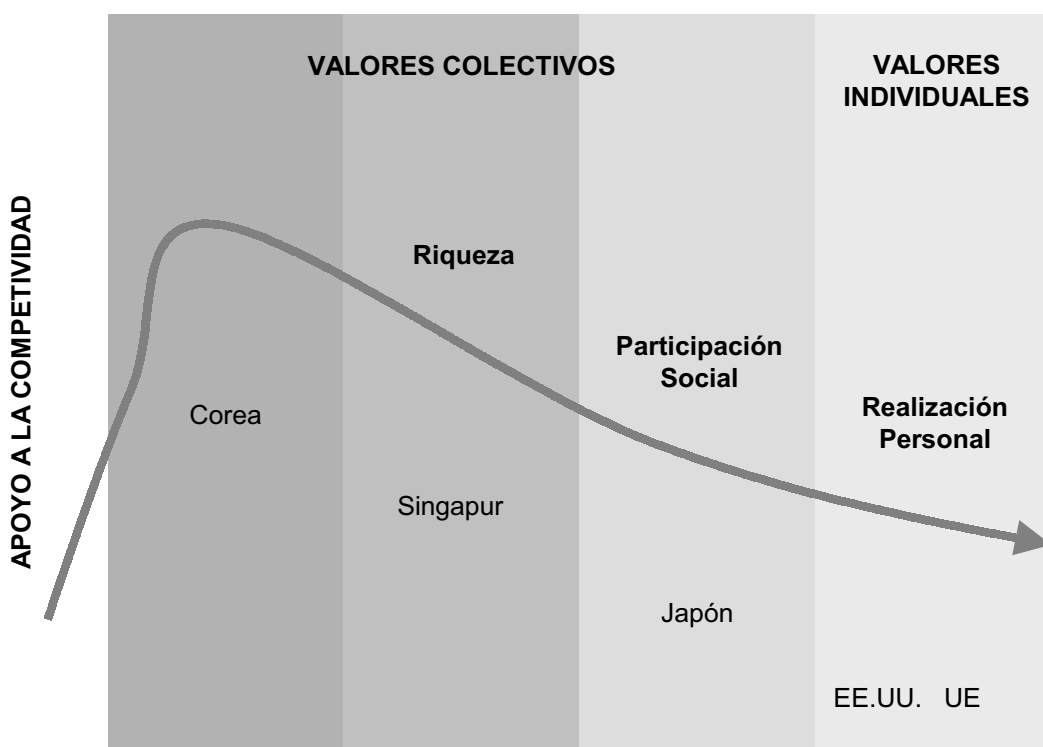 VALORES COLECTIVOS
VALORES
INDIVIDUALES
APOYO A LA COMPETIVIDAD
Riqueza
Participación
Social
Realización
Personal
Corea
Singapur
Japón
EE.UU. UE